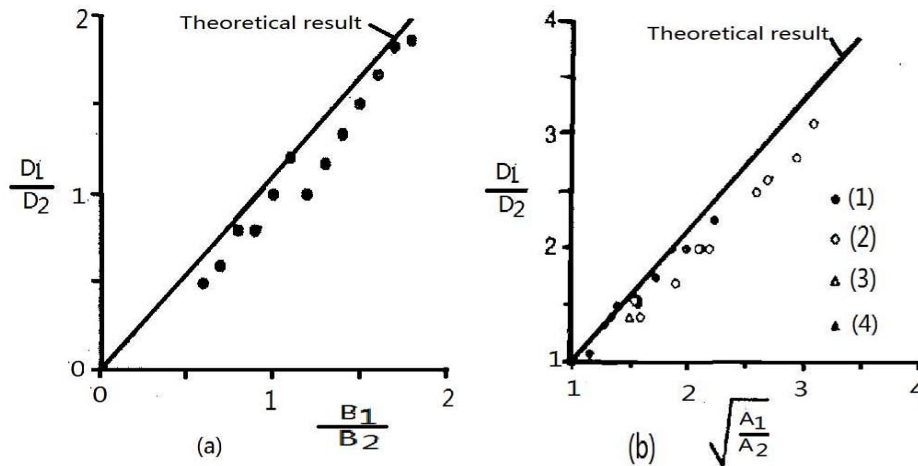 2
Theoretical result
D1
D2
1
0
0
1
2
B1
B2
(a)
4
Theoretical result
3
D1
D2
2
1
1
2
3
4
(1)
(2)
(3)
(4)
(b)
√A1
A2